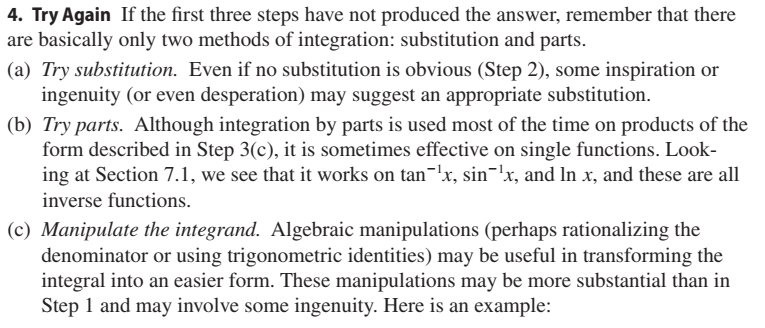 4. Try Again If the first three steps have not produced the answer, remember that there
are basically only two methods of integration: substitution and parts.
(a) Try substitution. Even if no substitution is obvious (Step 2), some inspiration or
ingenuity (or even desperation) may suggest an appropriate substitution.
(b) Try parts. Although integration by parts is used most of the time on products of the
form described in Step 3(c), it is sometimes effective on single functions. Look-
ing at Section 7.1, we see that it works on tan⁻¹x, sin⁻¹x, and ln x, and these are all
inverse functions.
(c) Manipulate the integrand. Algebraic manipulations (perhaps rationalizing the
denominator or using trigonometric identities) may be useful in transforming the
integral into an easier form. These manipulations may be more substantial than in
Step 1 and may involve some ingenuity. Here is an example: